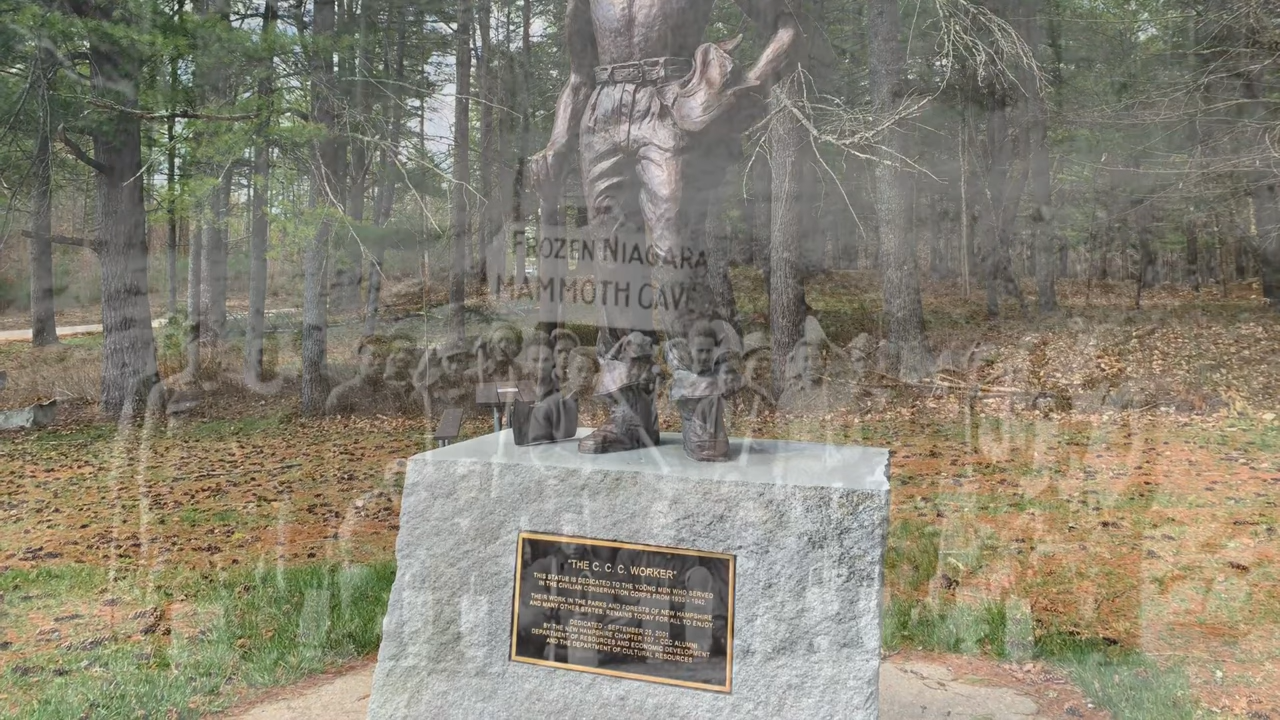 FROZEN NIAGARA
MAMMOTH CAVE
"THE C. C. C. WORKER"
THIS STATUE IS DEDICATED TO THE YOUNG MEN WHO SERVED
IN THE CIVILIAN CONSERVATION CORPS FROM 1933 - 1942
THEIR WORK IN THE PARKS AND FORESTS OF NEW HAMPSHIRE
AND MANY OTHER STATES, REMAINS TODAY FOR ALL TO ENJOY
DEDICATED - SEPTEMBER 29, 2001
BY THE NEW HAMPSHIRE CHAPTER 107 - CCC ALUMNI
DEPARTMENT OF RESOURCES AND ECONOMIC DEVELOPMENT
AND THE DEPARTMENT OF CULTURAL RESOURCES